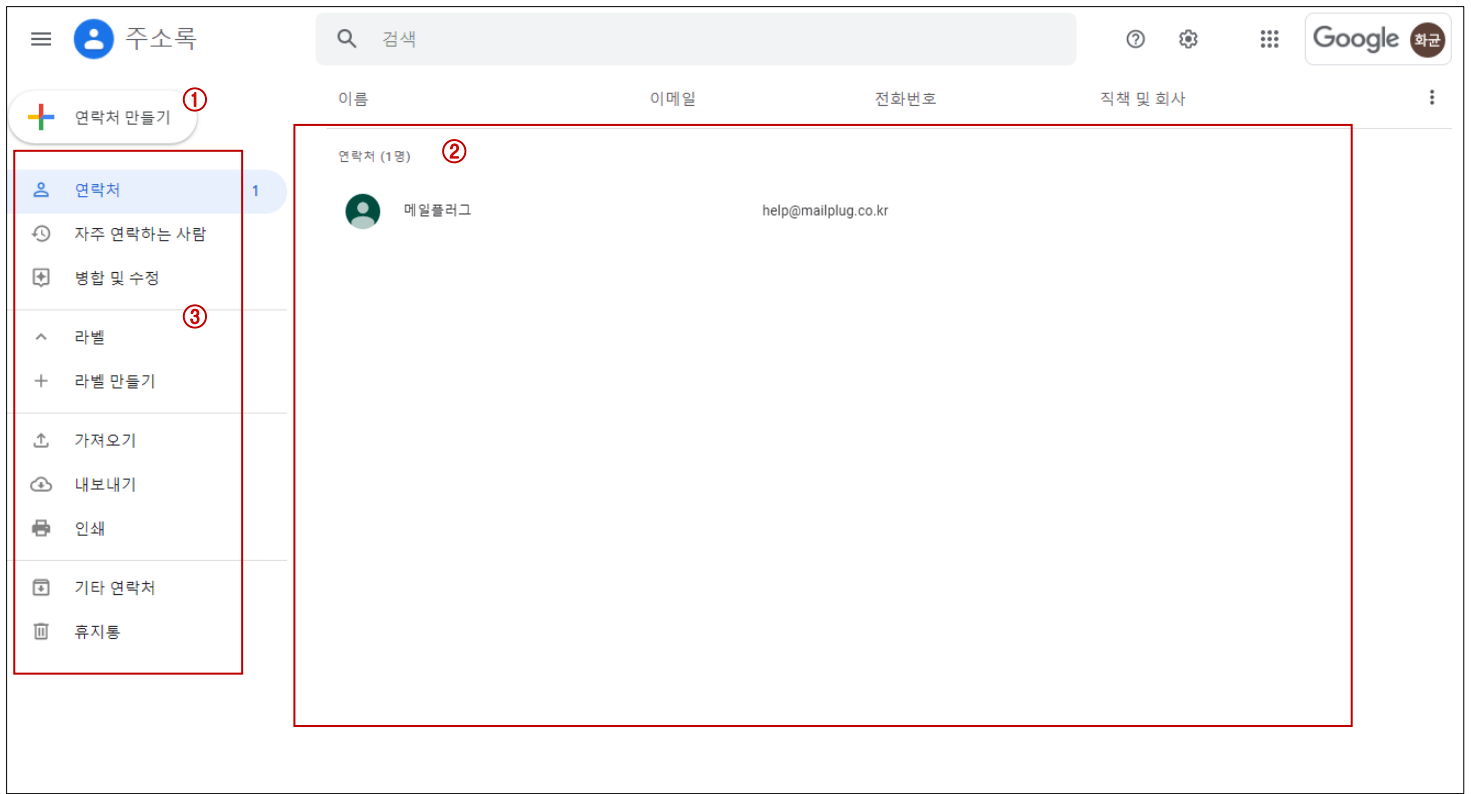 주소록
검색
Google 화균
① 연락처 만들기
이름 이메일 전화번호 직책 및 회사
연락처 (1명) ②
메일플러그 help@mailplug.co.kr
연락처 1
자주 연락하는 사람
병합 및 수정
③
라벨
라벨 만들기
가져오기
내보내기
인쇄
기타 연락처
휴지통